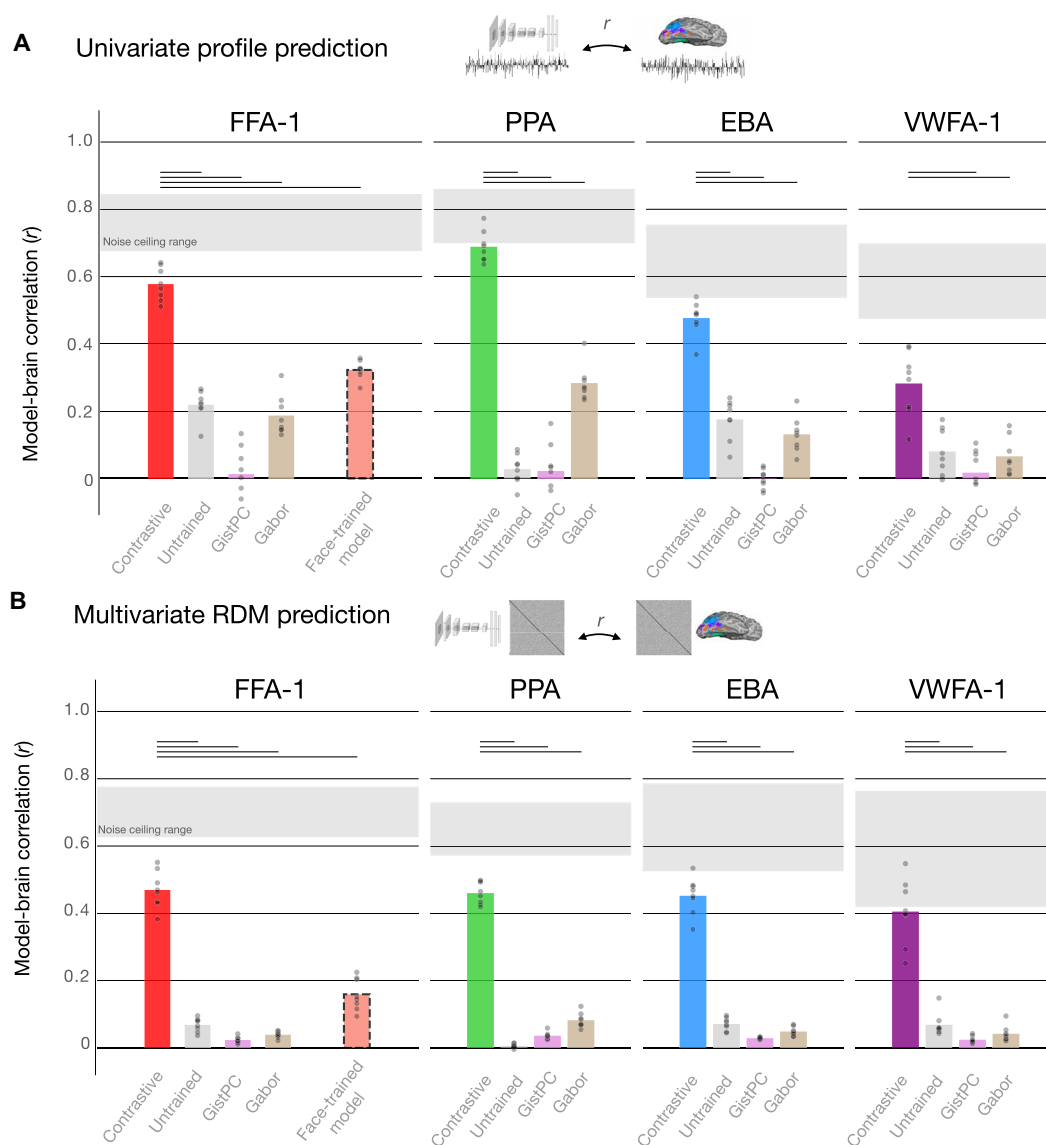 A
Univariate profile prediction
r
FFA-1
PPA
EBA
VWFA-1
Model-brain correlation (r)
1.0
0.8
0.6
0.4
0.2
0
Noise ceiling range
Contrastive
Untrained
GistPC
Gabor
Face-trained
model
Contrastive
Untrained
GistPC
Gabor
Contrastive
Untrained
GistPC
Gabor
Contrastive
Untrained
GistPC
Gabor
B
Multivariate RDM prediction
r
FFA-1
PPA
EBA
VWFA-1
Model-brain correlation (r)
1.0
0.8
0.6
0.4
0.2
0
Noise ceiling range
Contrastive
Untrained
GistPC
Gabor
Face-trained
model
Contrastive
Untrained
GistPC
Gabor
Contrastive
Untrained
GistPC
Gabor
Contrastive
Untrained
GistPC
Gabor